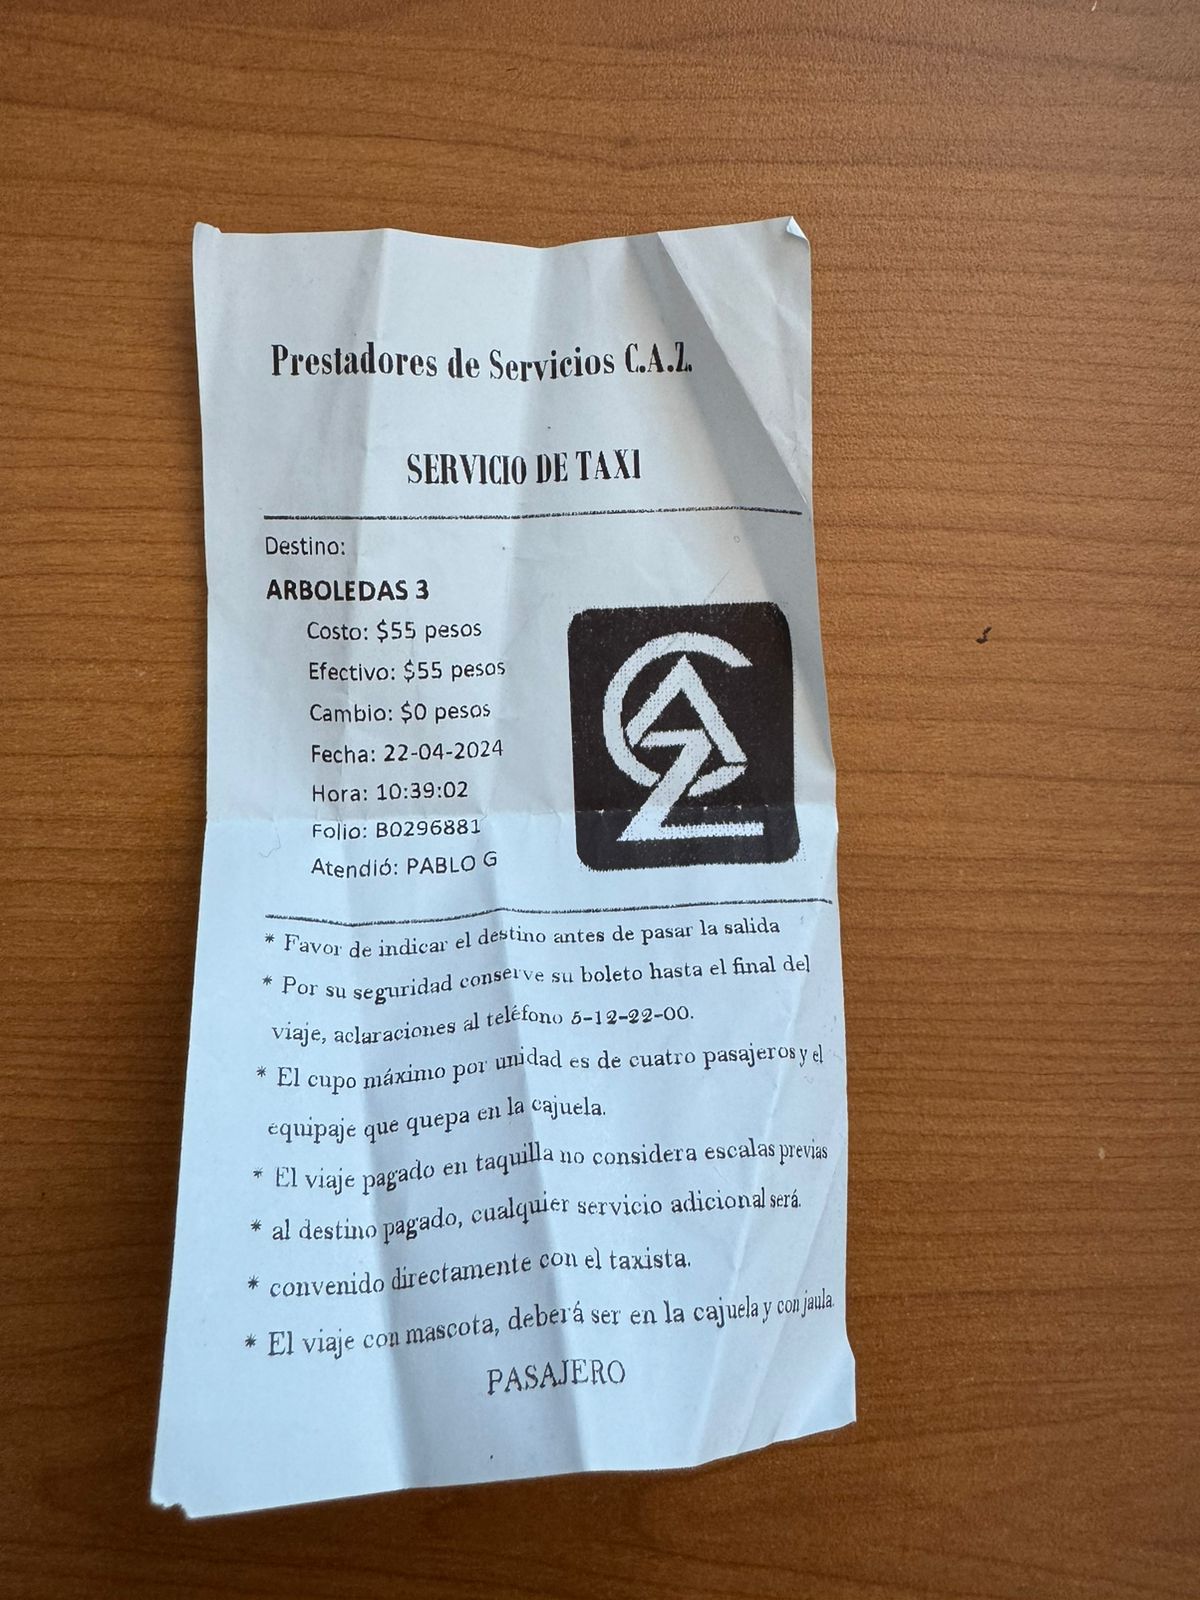 Prestadores de Servicios C.A.Z.
SERVICIO DE TAXI
Destino:
ARBOLEDAS 3
Costo: $55 pesos
Efectivo: $55 pesos
Cambio: $0 pesos
Fecha: 22-04-2024
Hora: 10:39:02
Folio: B0296881
Atendió: PABLO G
CAZ
* Favor de indicar el destino antes de pasar la salida
* Por su seguridad conserve su boleto hasta el final del
viaje, aclaraciones al teléfono 5-12-22-00.
* El cupo máximo por unidad es de cuatro pasajeros y el
equipaje que quepa en la cajuela.
* El viaje pagado en taquilla no considera escalas previas
* al destino pagado, cualquier servicio adicional será.
* convenido directamente con el taxista.
* El viaje con mascota, deberá ser en la cajuela y con jaula.
PASAJERO